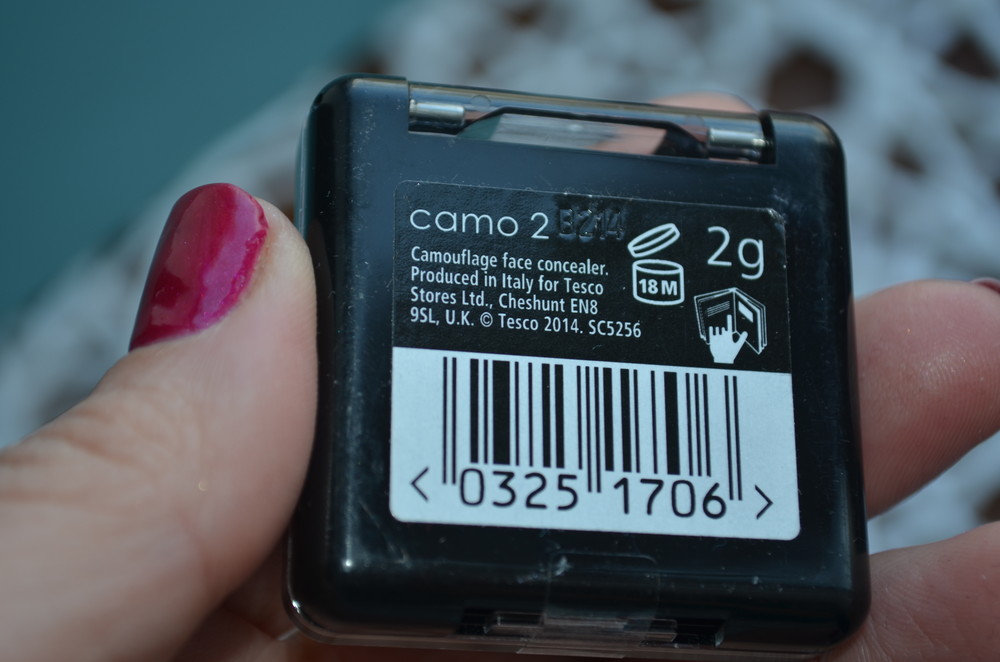 camo 2 B214
2g
Camouflage face concealer.
Produced in Italy for Tesco
Stores Ltd., Cheshunt EN8
9SL, U.K. © Tesco 2014. SC5256
18 M
< 0325 1706 >